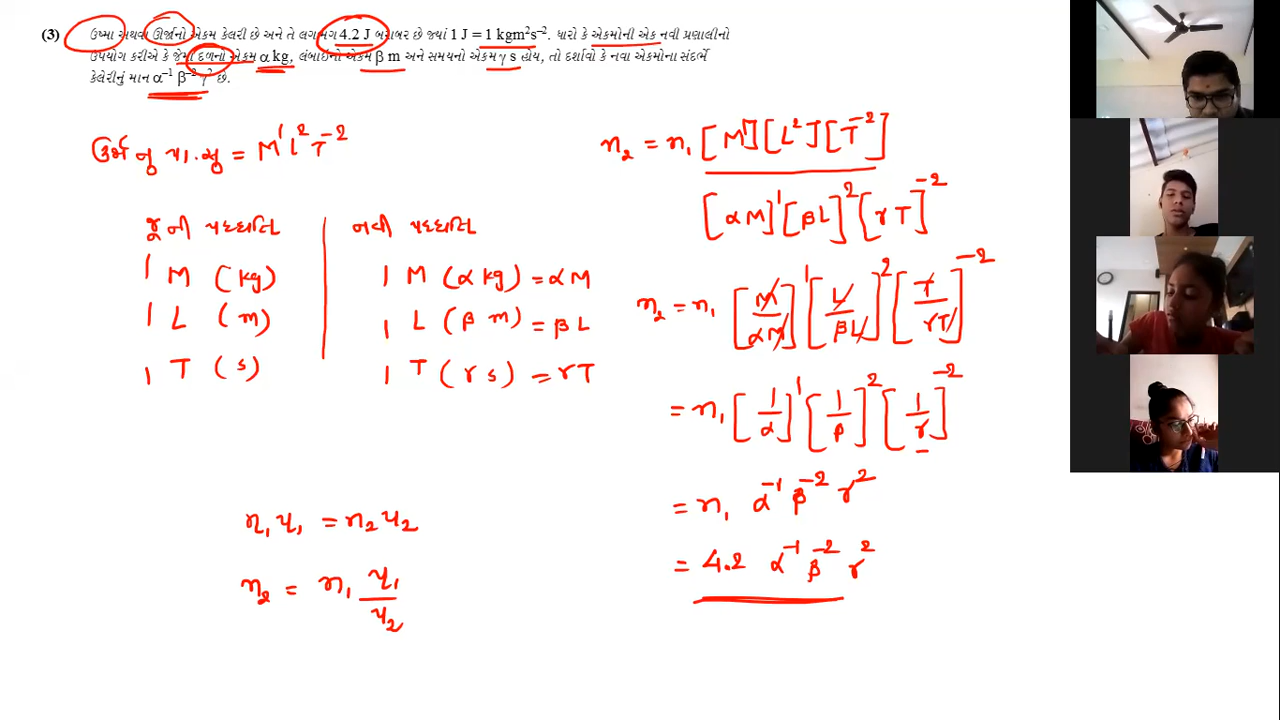 (3) ઉષ્મા અથવા ઊર્જાનો એકમ કેલરી છે અને તે લગભગ 4.2 J બરાબર છે જ્યાં 1 J = 1 kgm²s⁻². ધારો કે એકમોની એક નવી પ્રણાલીનો
ઉપયોગ કરીએ કે જેમાં દળનો એકમ α kg, લંબાઈનો એકમ β m અને સમયનો એકમ γ s હોય, તો દર્શાવો કે નવા એકમોના સંદર્ભે
કેલેરીનું માન α⁻¹ β⁻² γ² છે.
ઉર્જા નુ પા.સુ = M¹ L² T⁻²
જૂની પધ્ધતિ | નવી પધ્ધતિ
1 M (kg) | 1 M (α kg) = αM
1 L (m) | 1 L (β m) = βL
1 T (s) | 1 T (γ s) = γT
n₁u₁ = n₂u₂
n₂ = n₁ u₁/u₂
n₂ = n₁ [M¹][L²][T⁻²]
[αM]¹[βL]²[γT]⁻²
n₂ = n₁ [M/αM]¹ [L/βL]² [T/γT]⁻²
= n₁ [1/α]¹ [1/β]² [1/γ]⁻²
= n₁ α⁻¹ β⁻² γ²
= 4.2 α⁻¹ β⁻² γ²